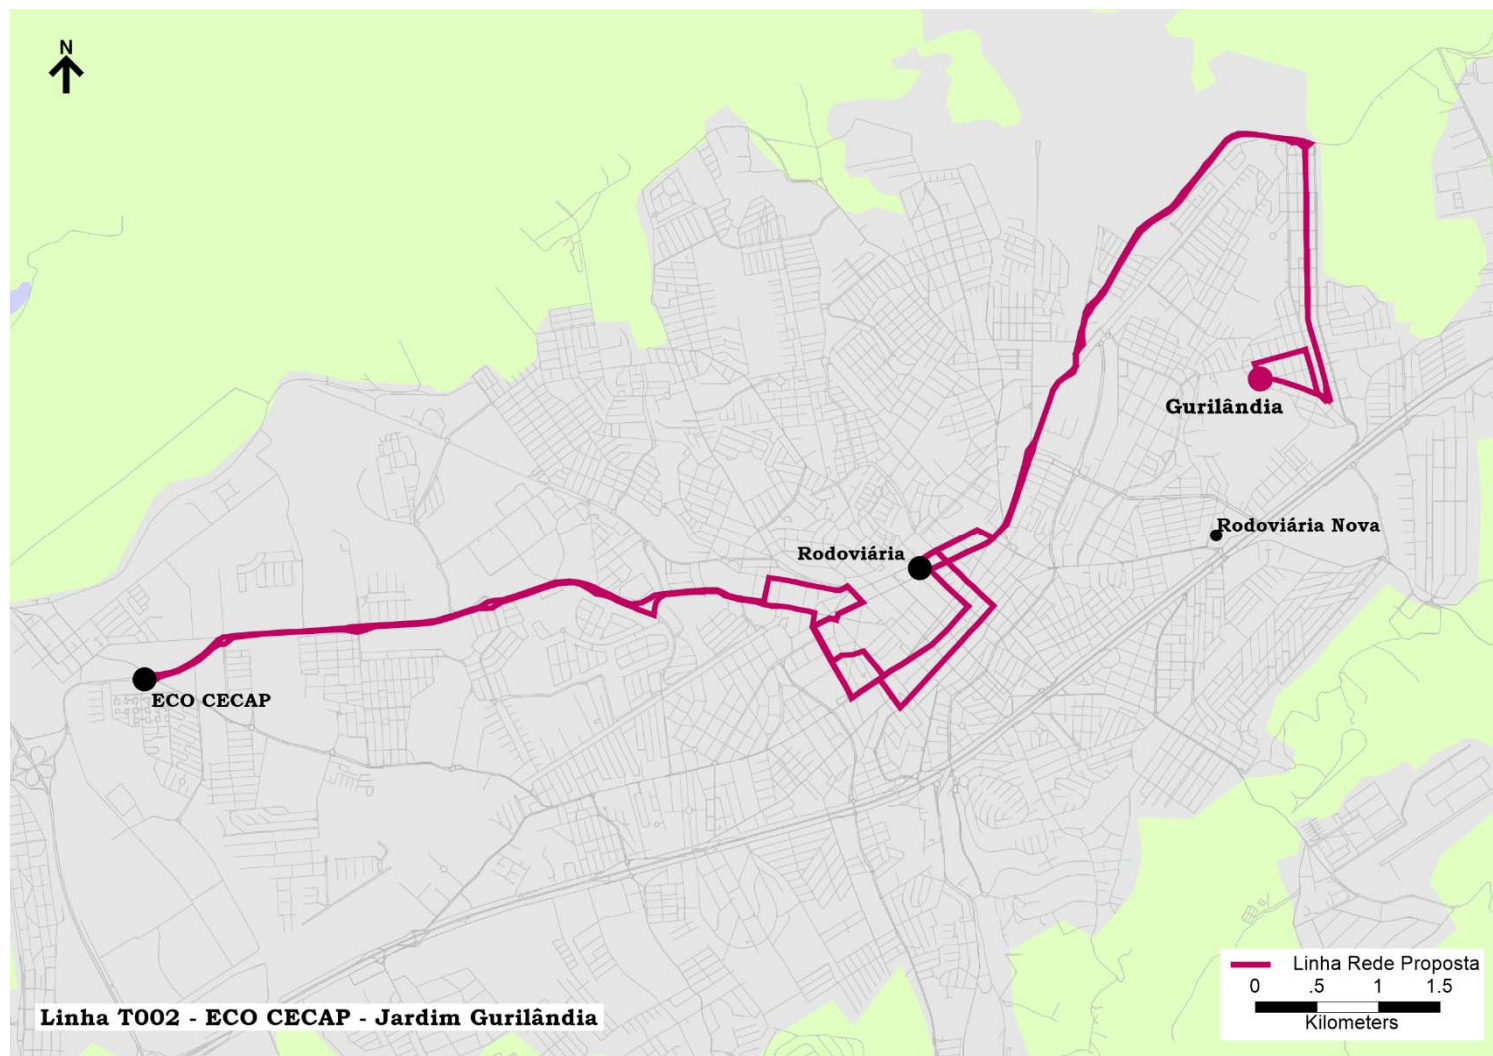 N
Gurilândia
Rodoviária Nova
Rodoviária
ECO CECAP
Linha Rede Proposta
0 .5 1 1.5
Kilometers
Linha T002 - ECO CECAP - Jardim Gurilândia